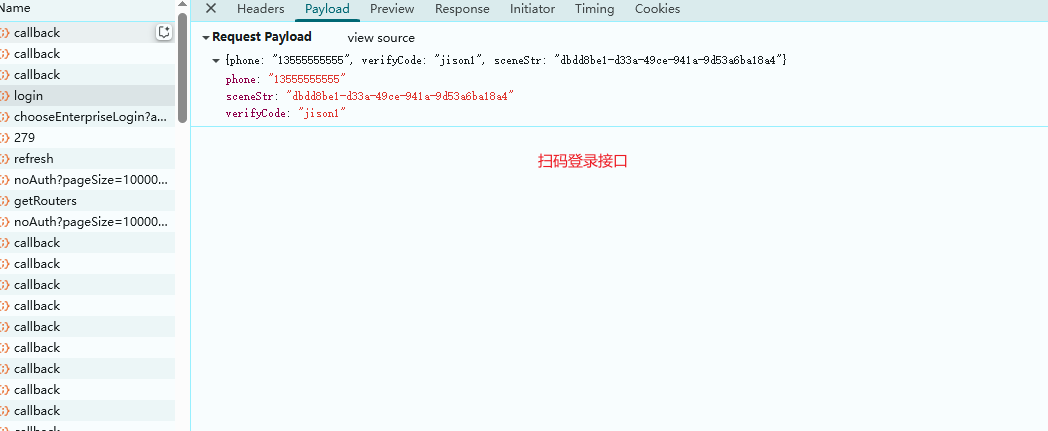 Name
callback
callback
callback
login
chooseEnterpriseLogin?a...
279
refresh
noAuth?pageSize=10000...
getRouters
noAuth?pageSize=10000...
callback
callback
callback
callback
callback
callback
callback
callback
callback
callback
Headers Payload Preview Response Initiator Timing Cookies
Request Payload view source
{phone: "13555555555", verifyCode: "jison1", sceneStr: "dbdd8be1-d33a-49ce-941a-9d53a6ba18a4"}
phone: "13555555555"
sceneStr: "dbdd8be1-d33a-49ce-941a-9d53a6ba18a4"
verifyCode: "jison1"
扫码登录接口